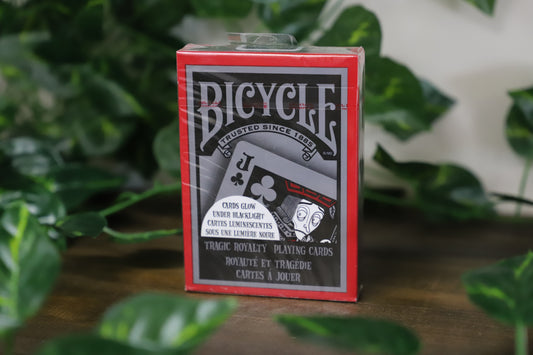 BICYCLE
TRUSTED SINCE 1885
J
CARDS GLOW
UNDER BLACKLIGHT
CARTES LUMINESCENTES
SOUS UNE LUMIÈRE NOIRE
TRAGIC ROYALTY PLAYING CARDS
ROYAUTÉ ET TRAGÉDIE
CARTES À JOUER